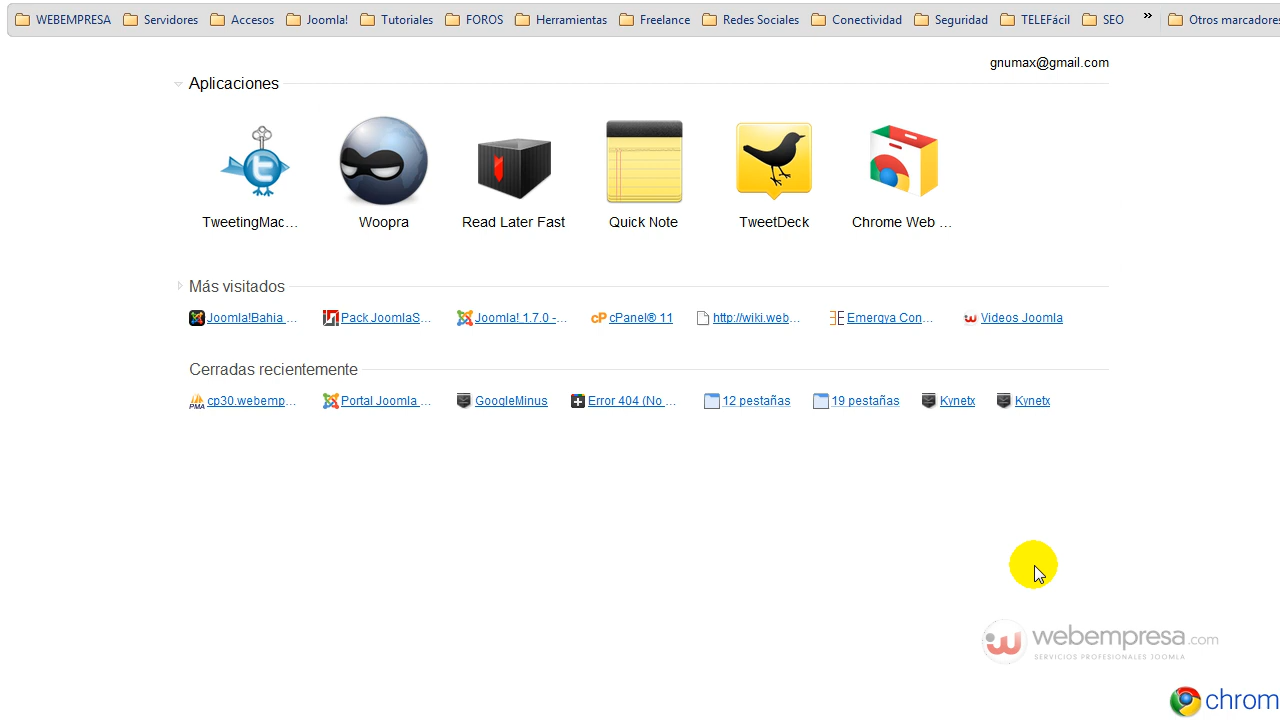 WEBEMPRESA Servidores Accesos Joomla! Tutoriales FOROS Herramientas Freelance Redes Sociales Conectividad Seguridad TELEFácil SEO » Otros marcadores
gnumax@gmail.com
Aplicaciones
TweetingMac... Woopra Read Later Fast Quick Note TweetDeck Chrome Web ...
Más visitados
Joomla!Bahia ... Pack JoomlaS... Joomla! 1.7.0 -... cP cPanel® 11 http://wiki.web... Emergya Con... Videos Joomla
Cerradas recientemente
PMA cp30.webemp... Portal Joomla ... GoogleMinus Error 404 (No ... 12 pestañas 19 pestañas Kynetx Kynetx
webempresa.com
SERVICIOS PROFESIONALES JOOMLA
chrom